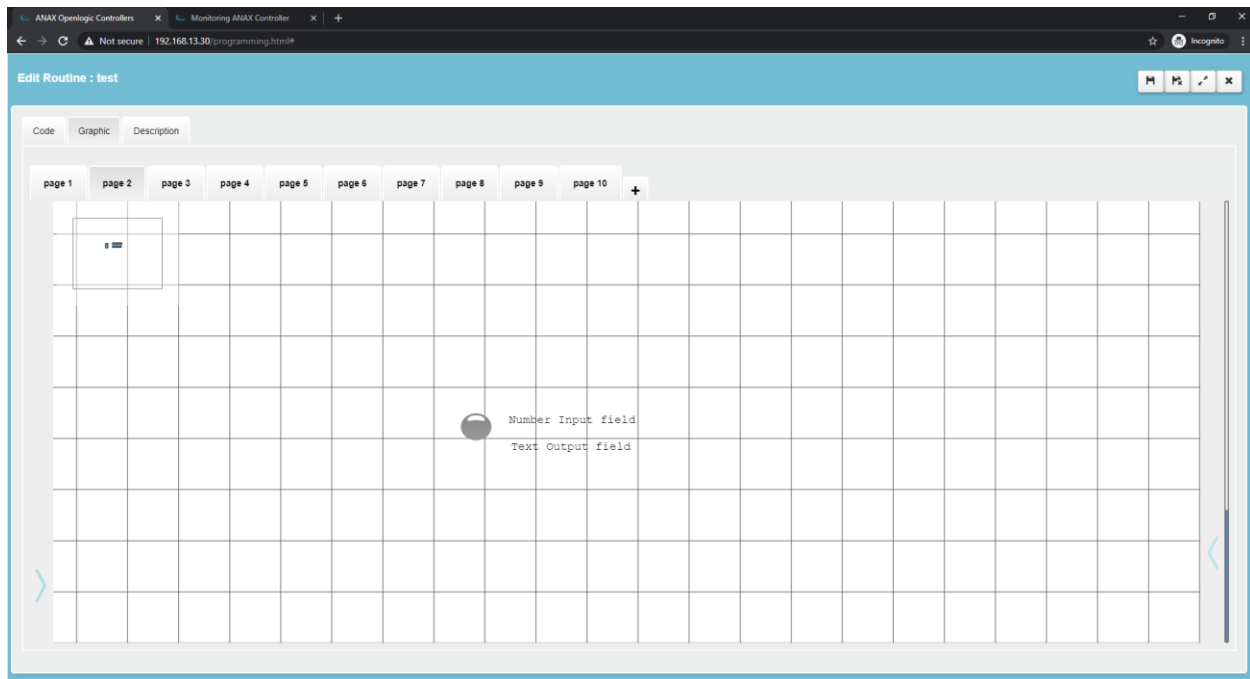 ANAX Openlogic Controllers
Monitoring ANAX Controller
Not secure | 192.168.13.30/programming.html#
Incognito
Edit Routine : test
Code Graphic Description
page 1 page 2 page 3 page 4 page 5 page 6 page 7 page 8 page 9 page 10 +
Number Input field
Text Output field